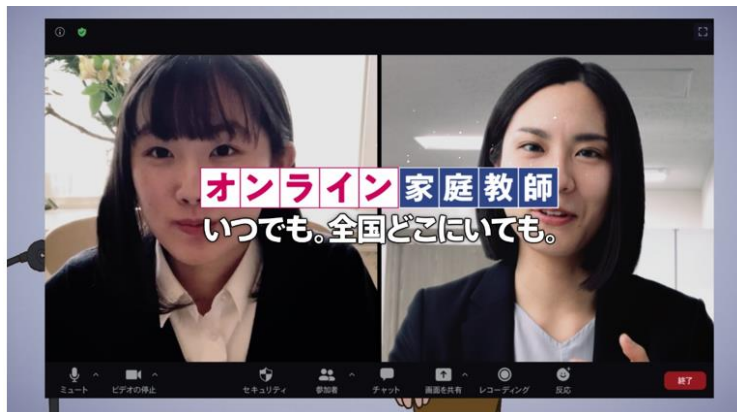 オンライン家庭教師
いつでも。全国どこにいても。
ミュート
ビデオの停止
セキュリティ
参加者
チャット
画面を共有
レコーディング
反応
終了